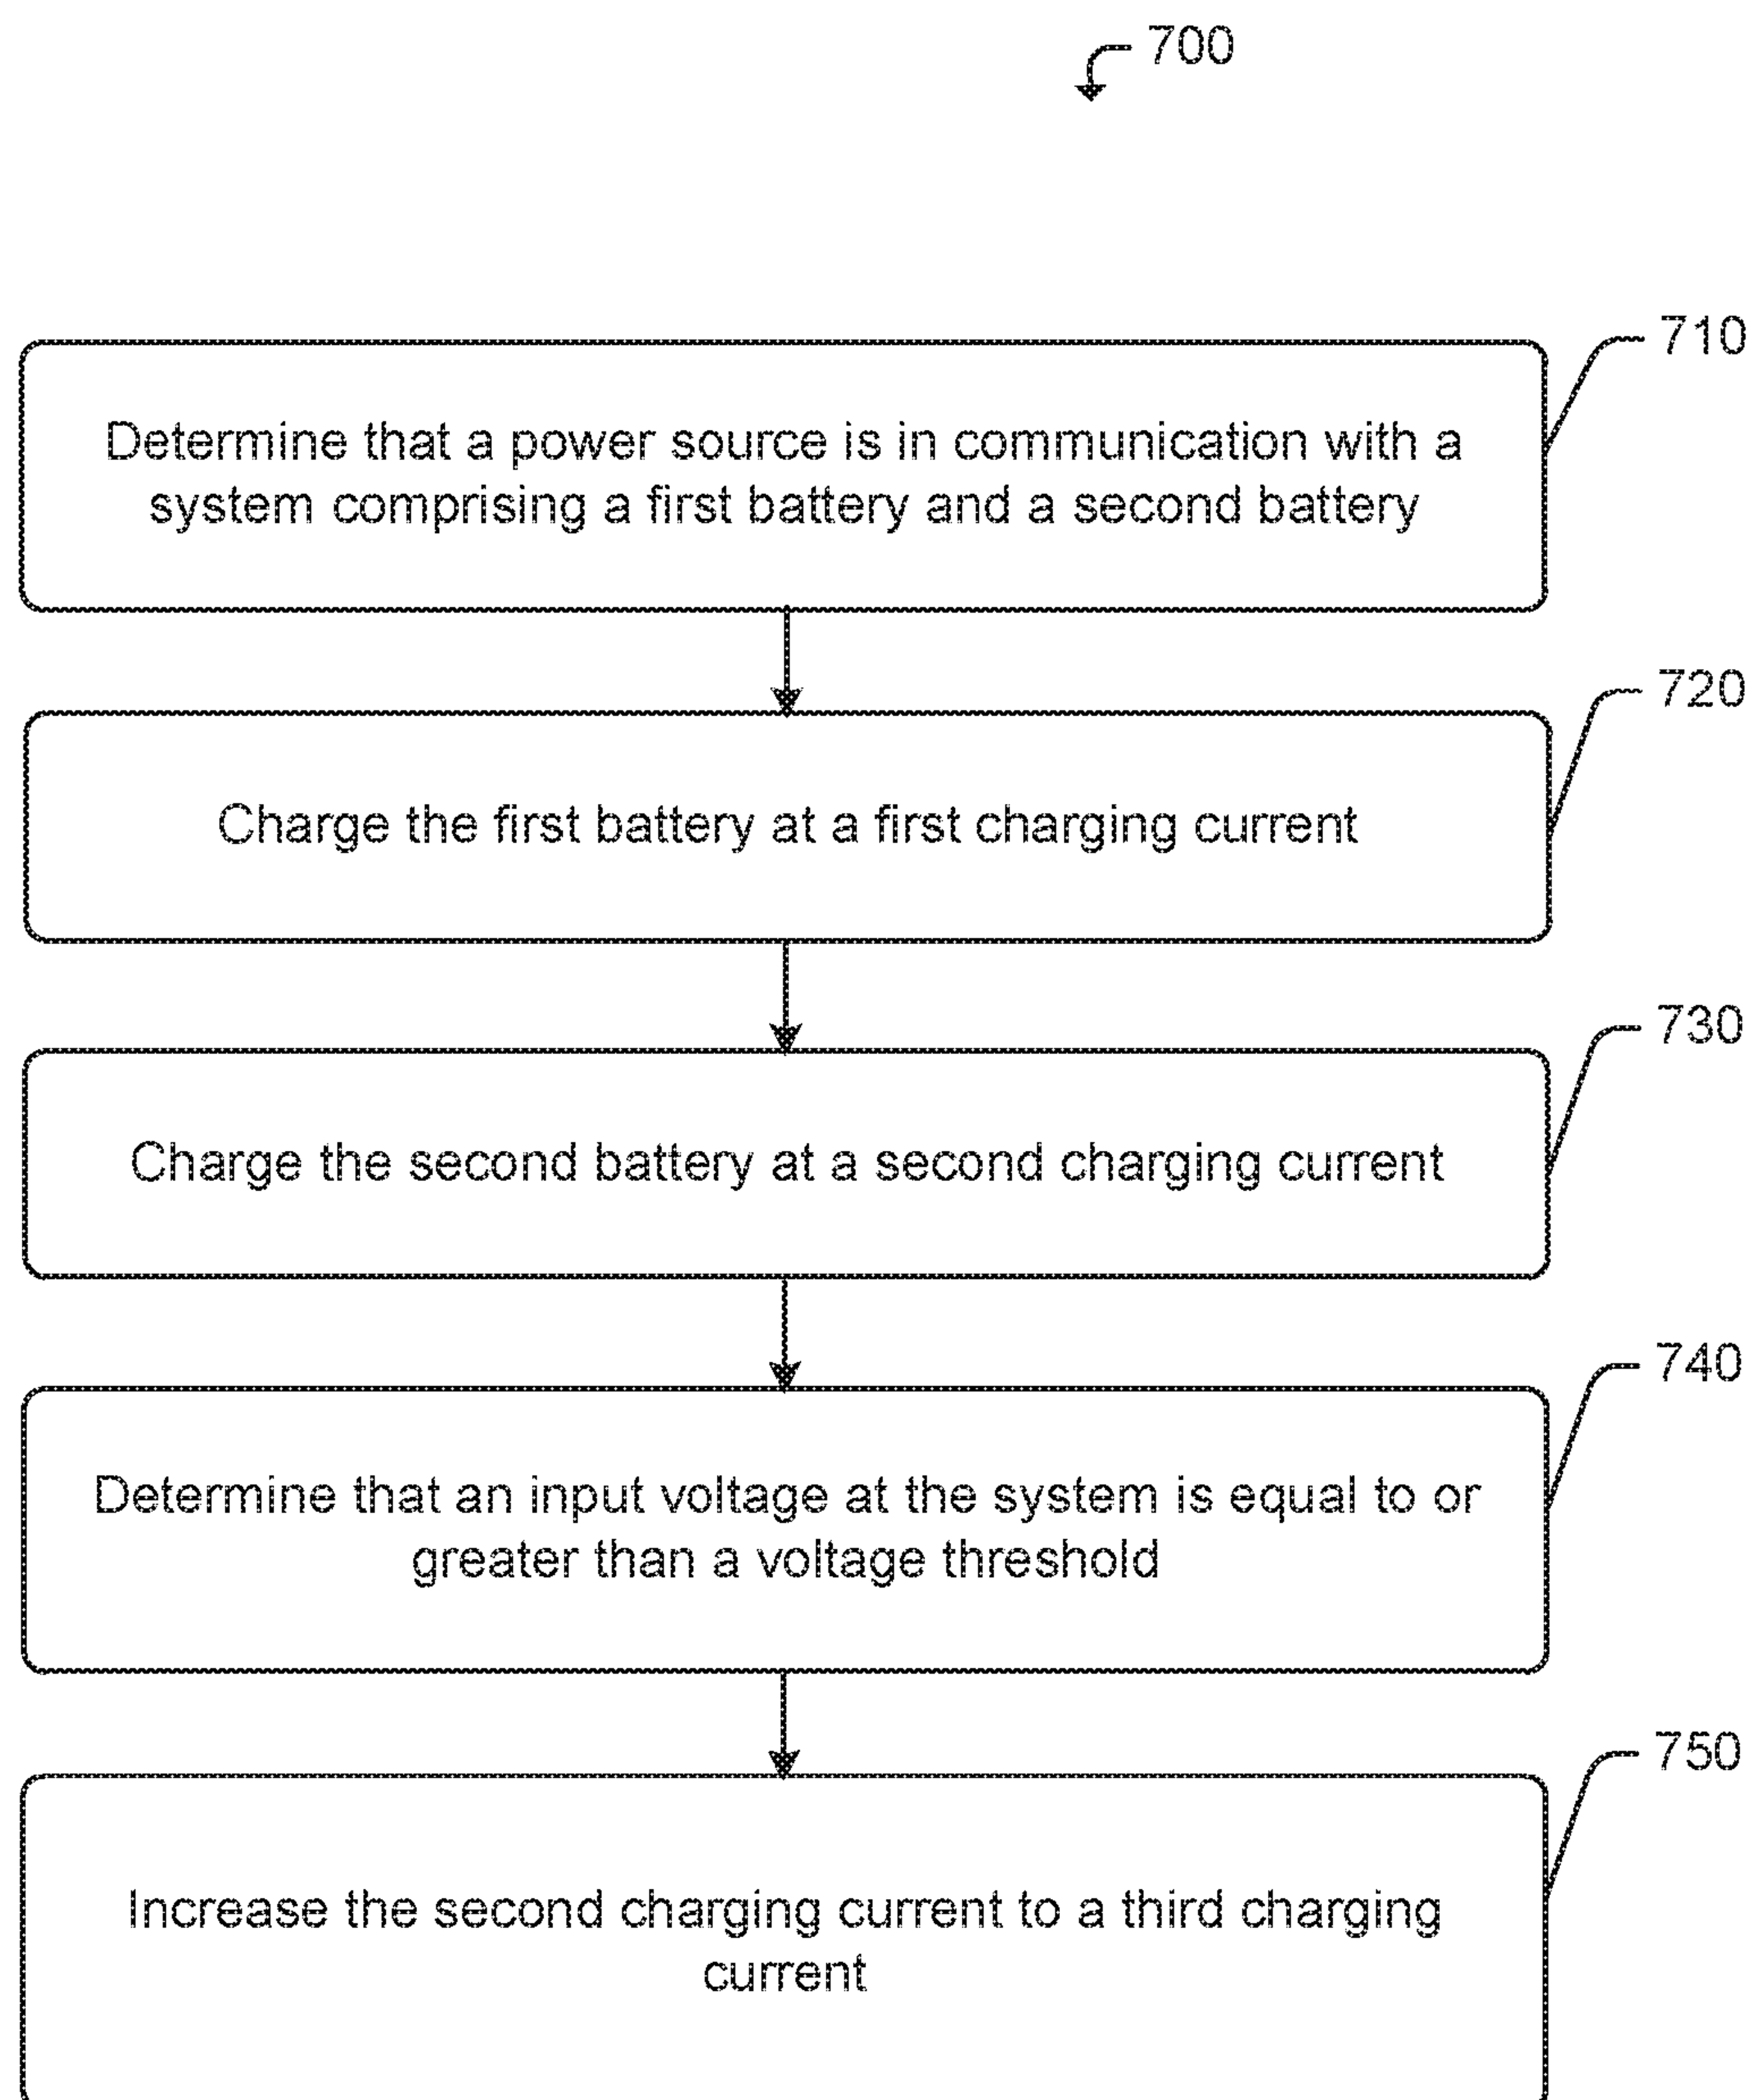 700
710
Determine that a power source is in communication with a
system comprising a first battery and a second battery
720
Charge the first battery at a first charging current
730
Charge the second battery at a second charging current
740
Determine that an input voltage at the system is equal to or
greater than a voltage threshold
750
Increase the second charging current to a third charging
current